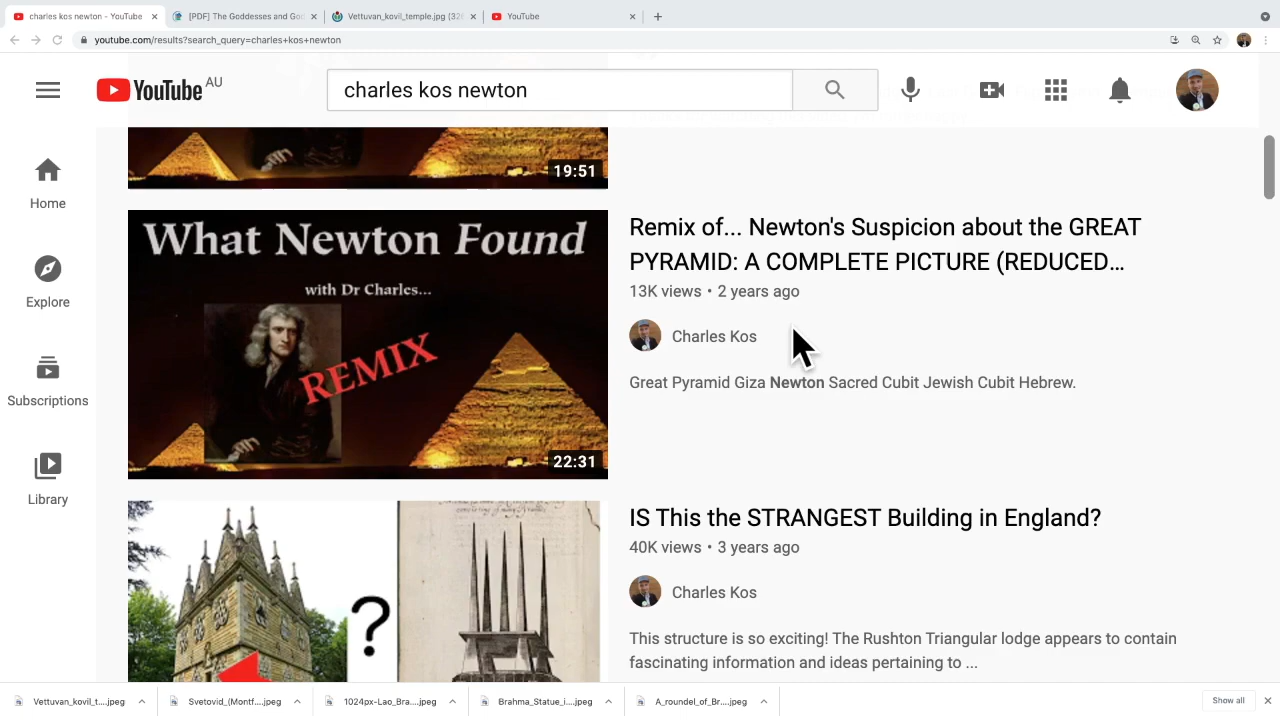 charles kos newton - YouTube
[PDF] The Goddesses and God
Vettuvan_kovil_temple.jpg (328
YouTube
youtube.com/results?search_query=charles+kos+newton
YouTube AU
charles kos newton
Home
Explore
Subscriptions
Library
19:51
What Newton Found
with Dr Charles...
REMIX
22:31
Remix of... Newton's Suspicion about the GREAT
PYRAMID: A COMPLETE PICTURE (REDUCED...
13K views • 2 years ago
Charles Kos
Great Pyramid Giza Newton Sacred Cubit Jewish Cubit Hebrew.
?
IS This the STRANGEST Building in England?
40K views • 3 years ago
Charles Kos
This structure is so exciting! The Rushton Triangular lodge appears to contain
fascinating information and ideas pertaining to ...
Vettuvan_kovil_t....jpeg
Svetovid_(Montf....jpeg
1024px-Lao_Bra....jpeg
Brahma_Statue_i....jpeg
A_roundel_of_Br....jpeg
Show all